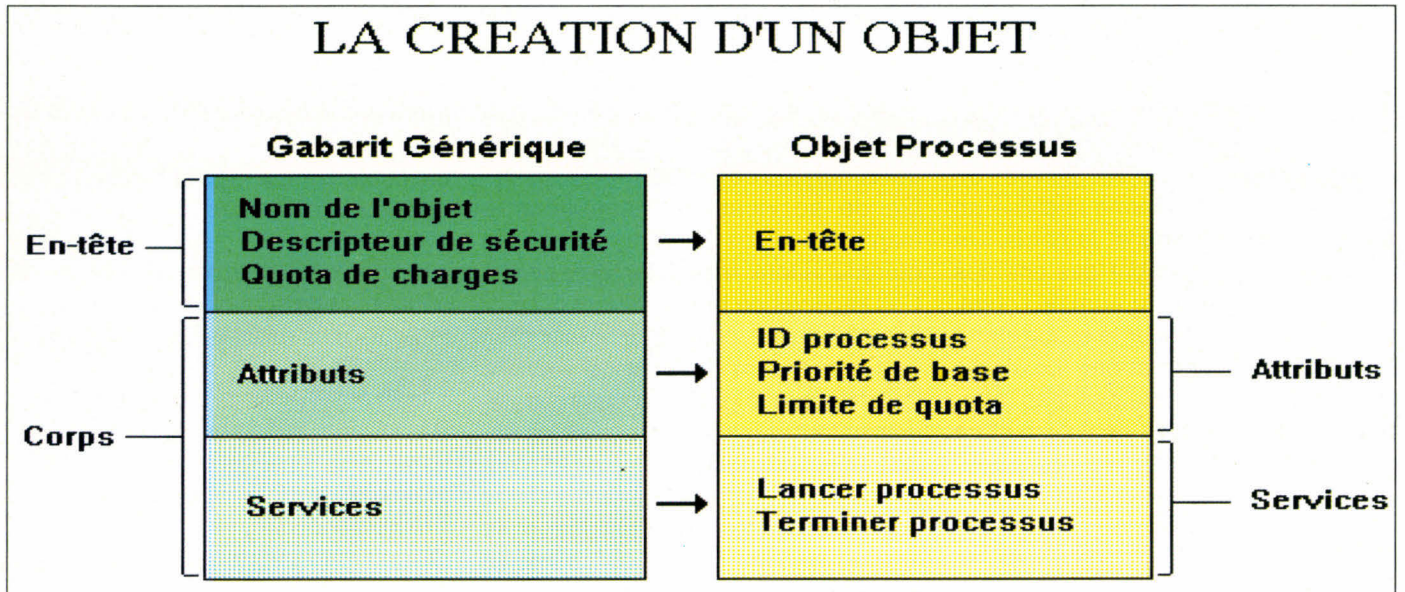 LA CREATION D'UN OBJET
Gabarit Générique
Objet Processus
En-tête
Nom de l'objet
Descripteur de sécurité
Quota de charges
En-tête
Corps
Attributs
ID processus
Priorité de base
Limite de quota
Attributs
Services
Lancer processus
Terminer processus
Services